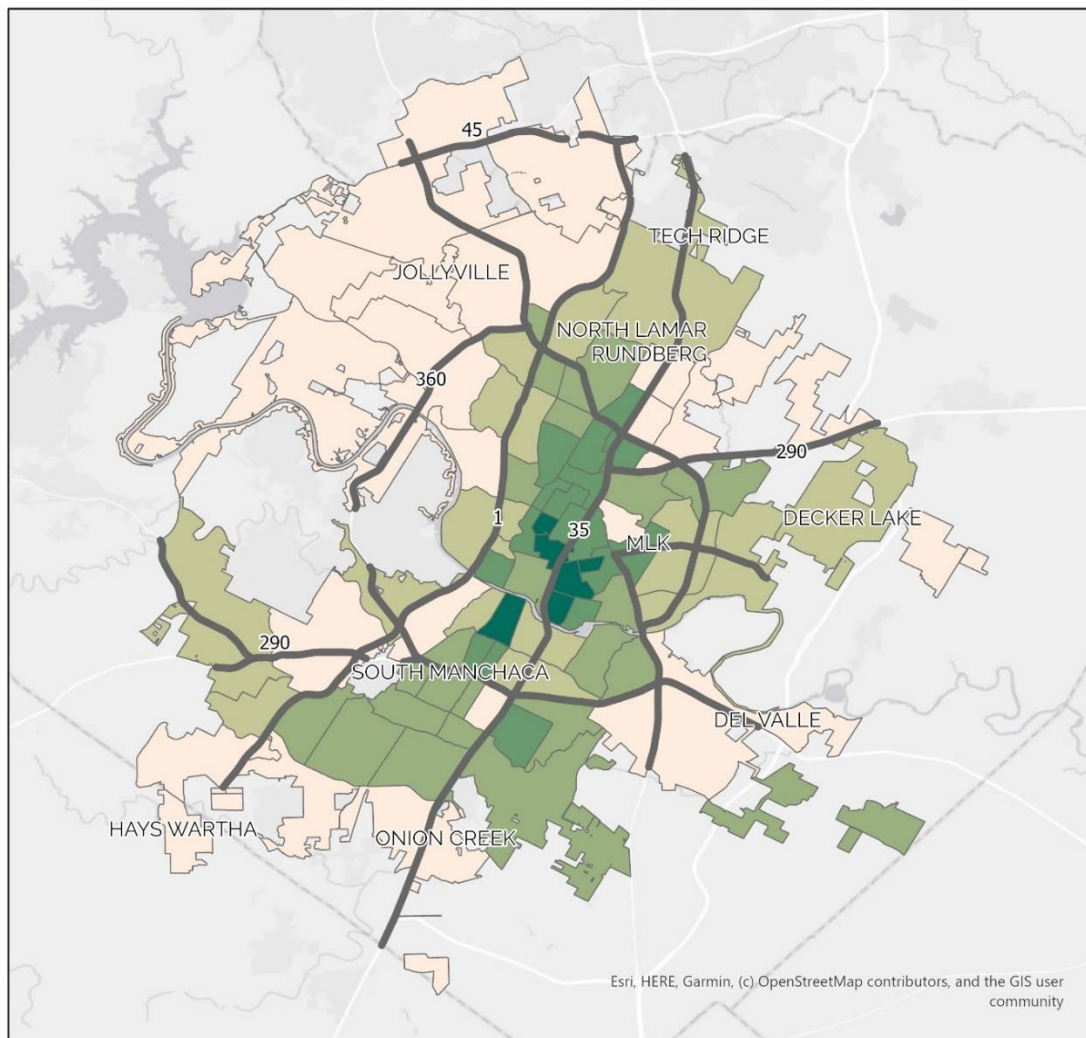 45
TECH RIDGE
JOLLYVILLE
NORTH LAMAR
RUNDBERG
360
290
DECKER LAKE
1
35
MLK
290
SOUTH MANCHACA
DEL VALLE
HAYS WARTHA
ONION CREEK
Esri, HERE, Garmin, (c) OpenStreetMap contributors, and the GIS user
community